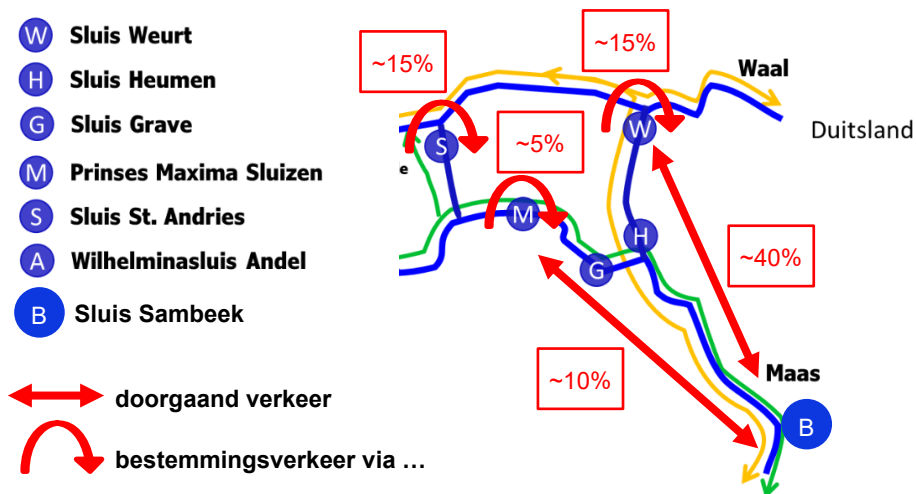 W Sluis Weurt
H Sluis Heumen
G Sluis Grave
M Prinses Maxima Sluizen
S Sluis St. Andries
A Wilhelminasluis Andel
B Sluis Sambeek
doorgaand verkeer
bestemmingsverkeer via ...
~15%
~15%
Waal
Duitsland
W
S
~5%
e
M
H
~40%
G
~10%
Maas
B